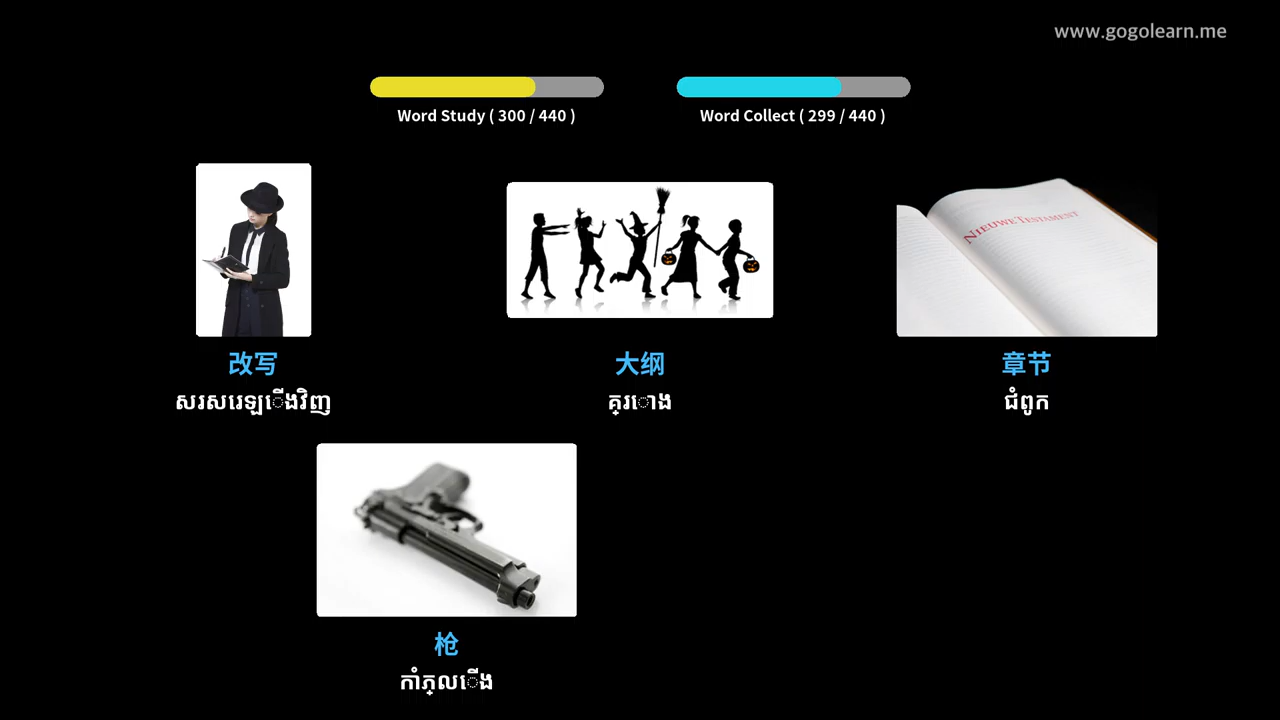 www.gogolearn.me
Word Study ( 300 / 440 )
Word Collect ( 299 / 440 )
NIEUWE TESTAMENT
改写
大纲
章节
សរសេរឡើងវិញ
គ្រោង
ជំពូក
枪
កាំភ្លើង